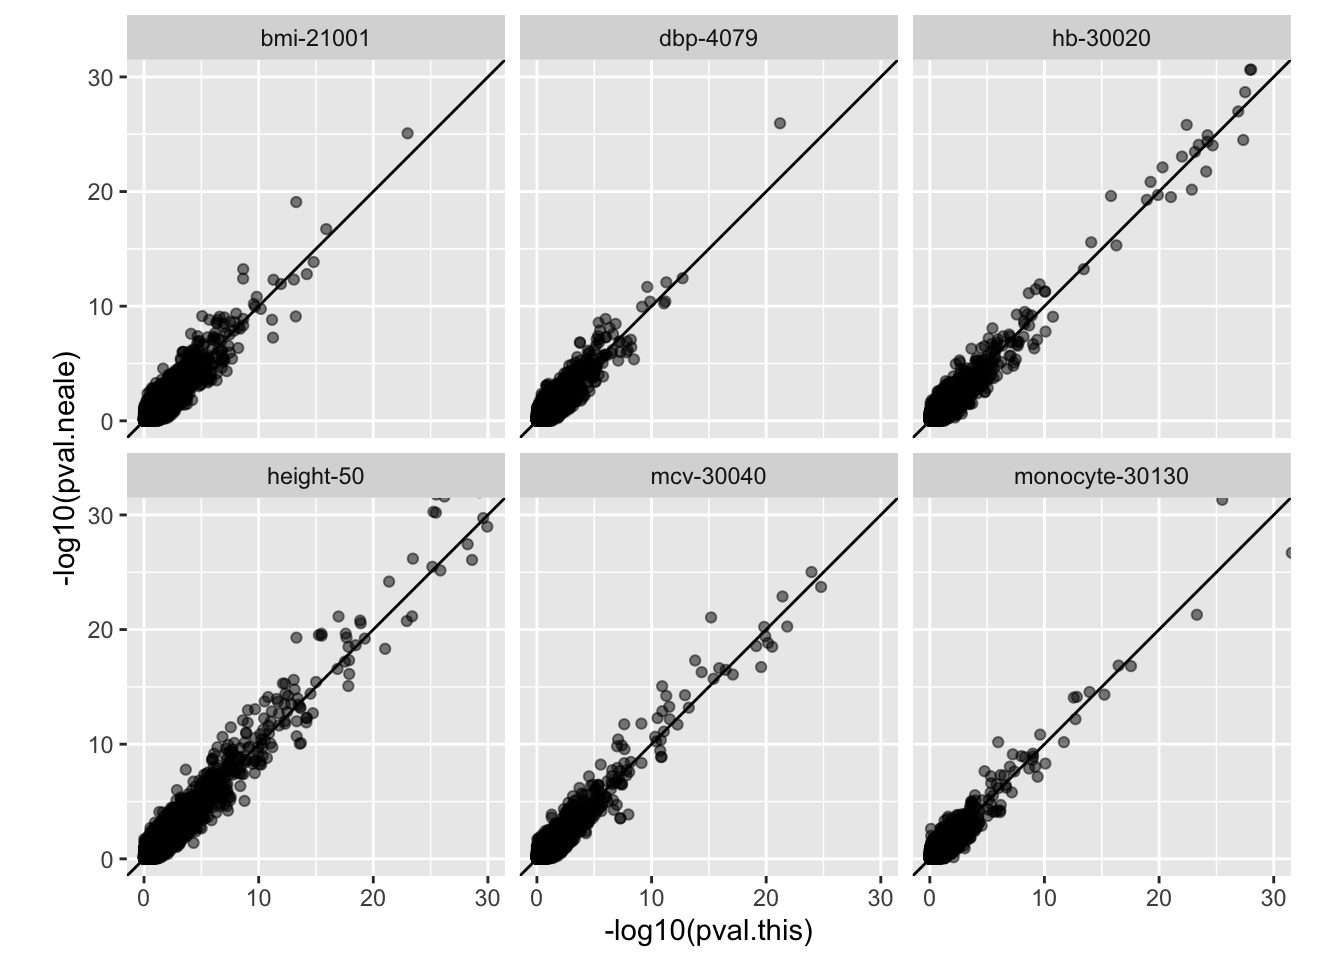 bmi-21001 dbp-4079 hb-30020
30
20
10
0
height-50 mcv-30040 monocyte-30130
30
20
10
0
0 10 20 30 0 10 20 30 0 10 20 30
-log10(pval.this)
-log10(pval.neale)